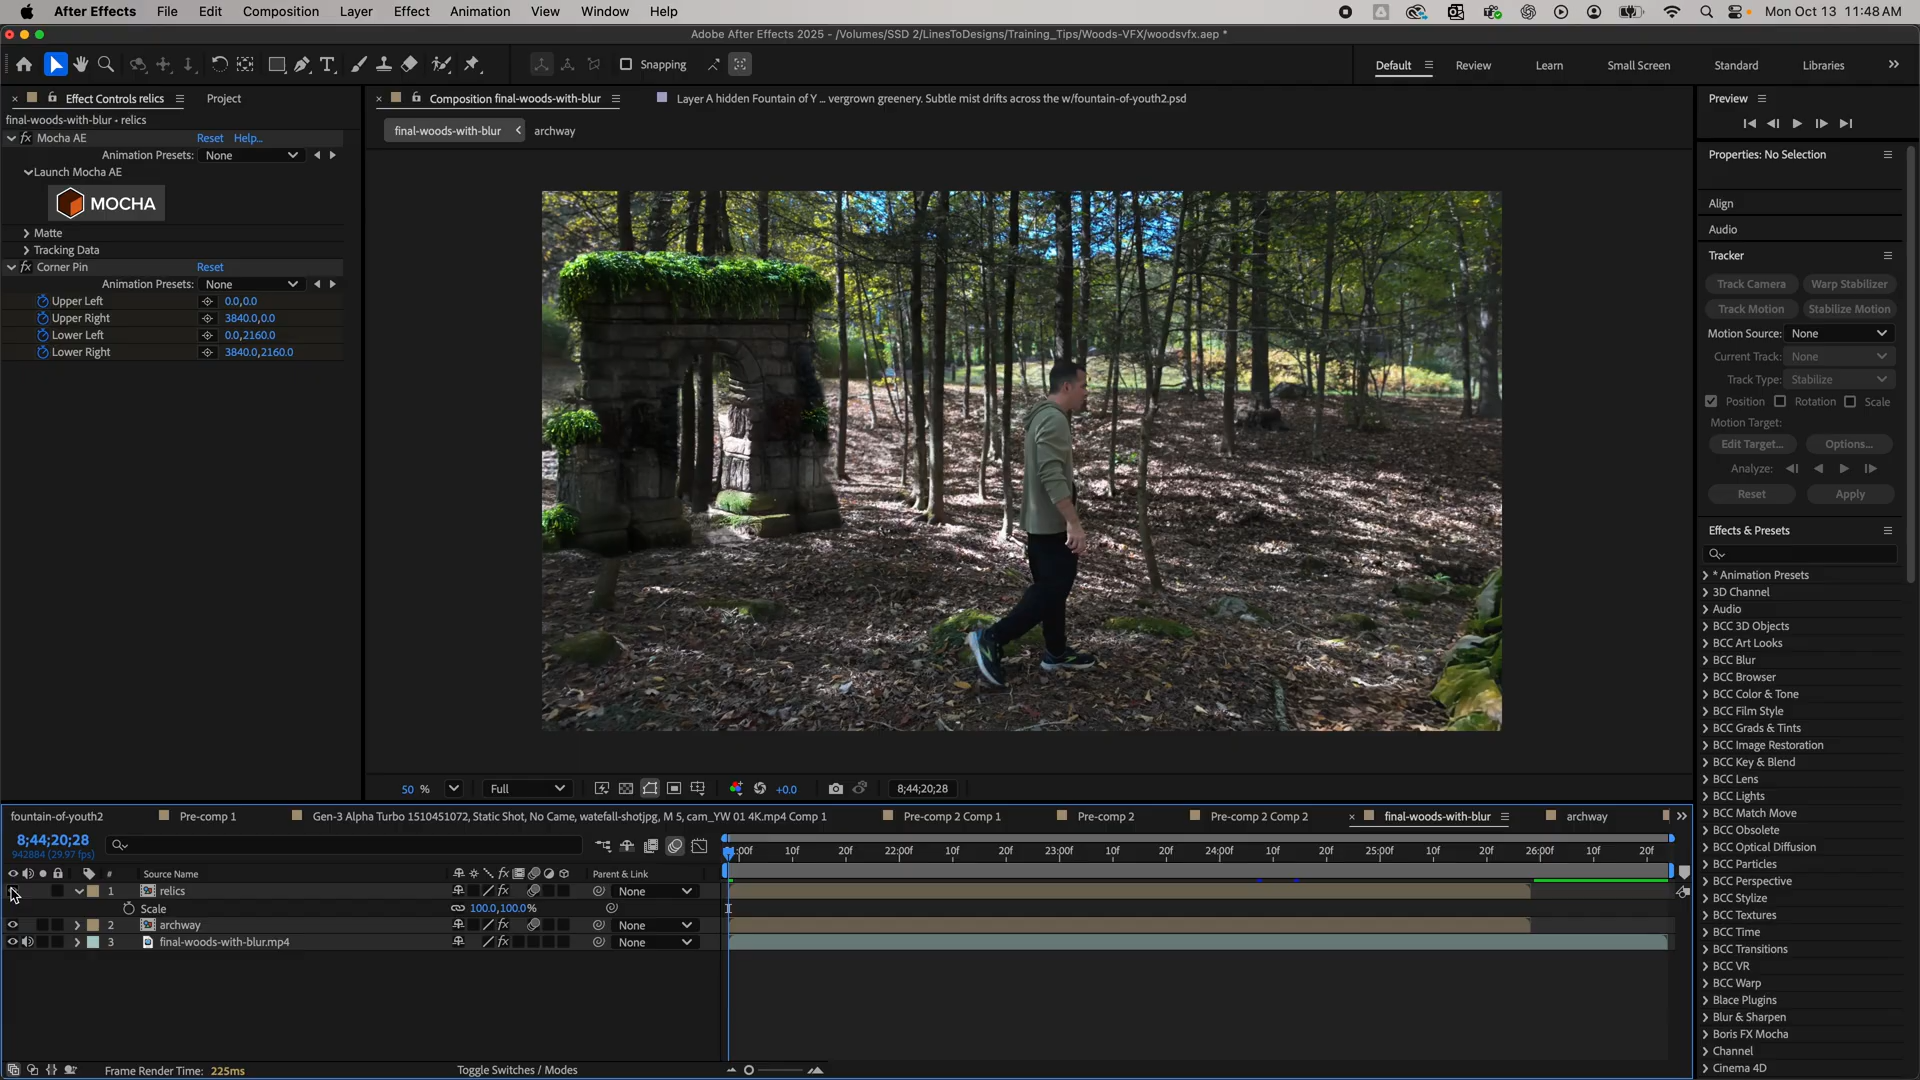 After Effects File Edit Composition Layer Effect Animation View Window Help Mon Oct 13 11:48 AM
Adobe After Effects 2025 - /Volumes/SSD 2/LinesToDesigns/Training_Tips/Woods-VFX/woodsvfx.aep *
Snapping Default Review Learn Small Screen Standard Libraries
Effect Controls relics Project
final-woods-with-blur • relics
Mocha AE Reset Help...
Animation Presets: None
Launch Mocha AE
MOCHA
Matte
Tracking Data
Corner Pin Reset
Animation Presets: None
Upper Left 0.0,0.0
Upper Right 3840.0,0.0
Lower Left 0.0,2160.0
Lower Right 3840.0,2160.0
Composition final-woods-with-blur Layer A hidden Fountain of Y ... vergrown greenery. Subtle mist drifts across the w/fountain-of-youth2.psd
final-woods-with-blur archway
50 % Full +0.0 8;44;20;28
Preview
Properties: No Selection
Align
Audio
Tracker
Track Camera Warp Stabilizer
Track Motion Stabilize Motion
Motion Source: None
Current Track: None
Track Type: Stabilize
Position Rotation Scale
Motion Target:
Edit Target... Options...
Analyze:
Reset Apply
Effects & Presets
* Animation Presets
3D Channel
Audio
BCC 3D Objects
BCC Art Looks
BCC Blur
BCC Browser
BCC Color & Tone
BCC Film Style
BCC Grads & Tints
BCC Image Restoration
BCC Key & Blend
BCC Lens
BCC Lights
BCC Match Move
BCC Obsolete
BCC Optical Diffusion
BCC Particles
BCC Perspective
BCC Stylize
BCC Textures
BCC Time
BCC Transitions
BCC VR
BCC Warp
Blace Plugins
Blur & Sharpen
Boris FX Mocha
Channel
Cinema 4D
fountain-of-youth2 Pre-comp 1 Gen-3 Alpha Turbo 1510451072, Static Shot, No Came, watefall-shotjpg, M 5, cam_YW 01 4K.mp4 Comp 1 Pre-comp 2 Comp 1 Pre-comp 2 Pre-comp 2 Comp 2 final-woods-with-blur archway
8;44;20;28
942884 (29.97 fps)
1:00f 10f 20f 22:00f 10f 20f 23:00f 10f 20f 24:00f 10f 20f 25:00f 10f 20f 26:00f 10f 20f
# Source Name Parent & Link
1 relics None
Scale 100.0,100.0%
2 archway None
3 final-woods-with-blur.mp4 None
Frame Render Time: 225ms Toggle Switches / Modes